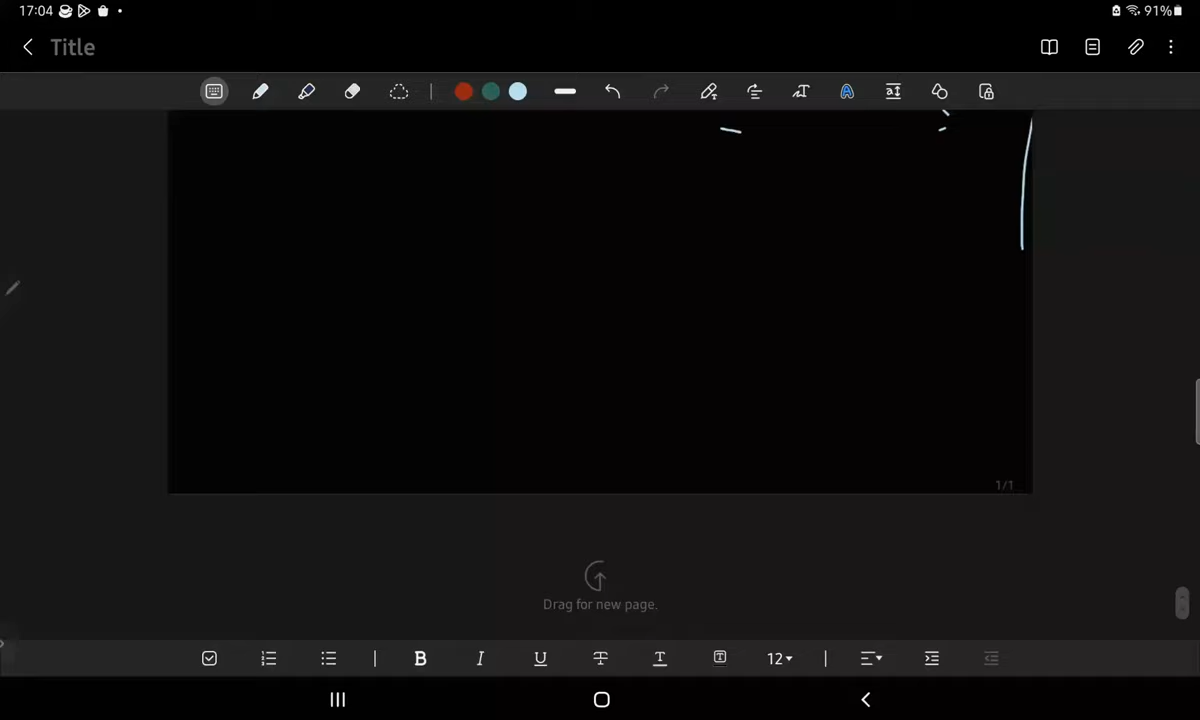 17:04 91%
Title
1/1
Drag for new page.
B I U T T T 12